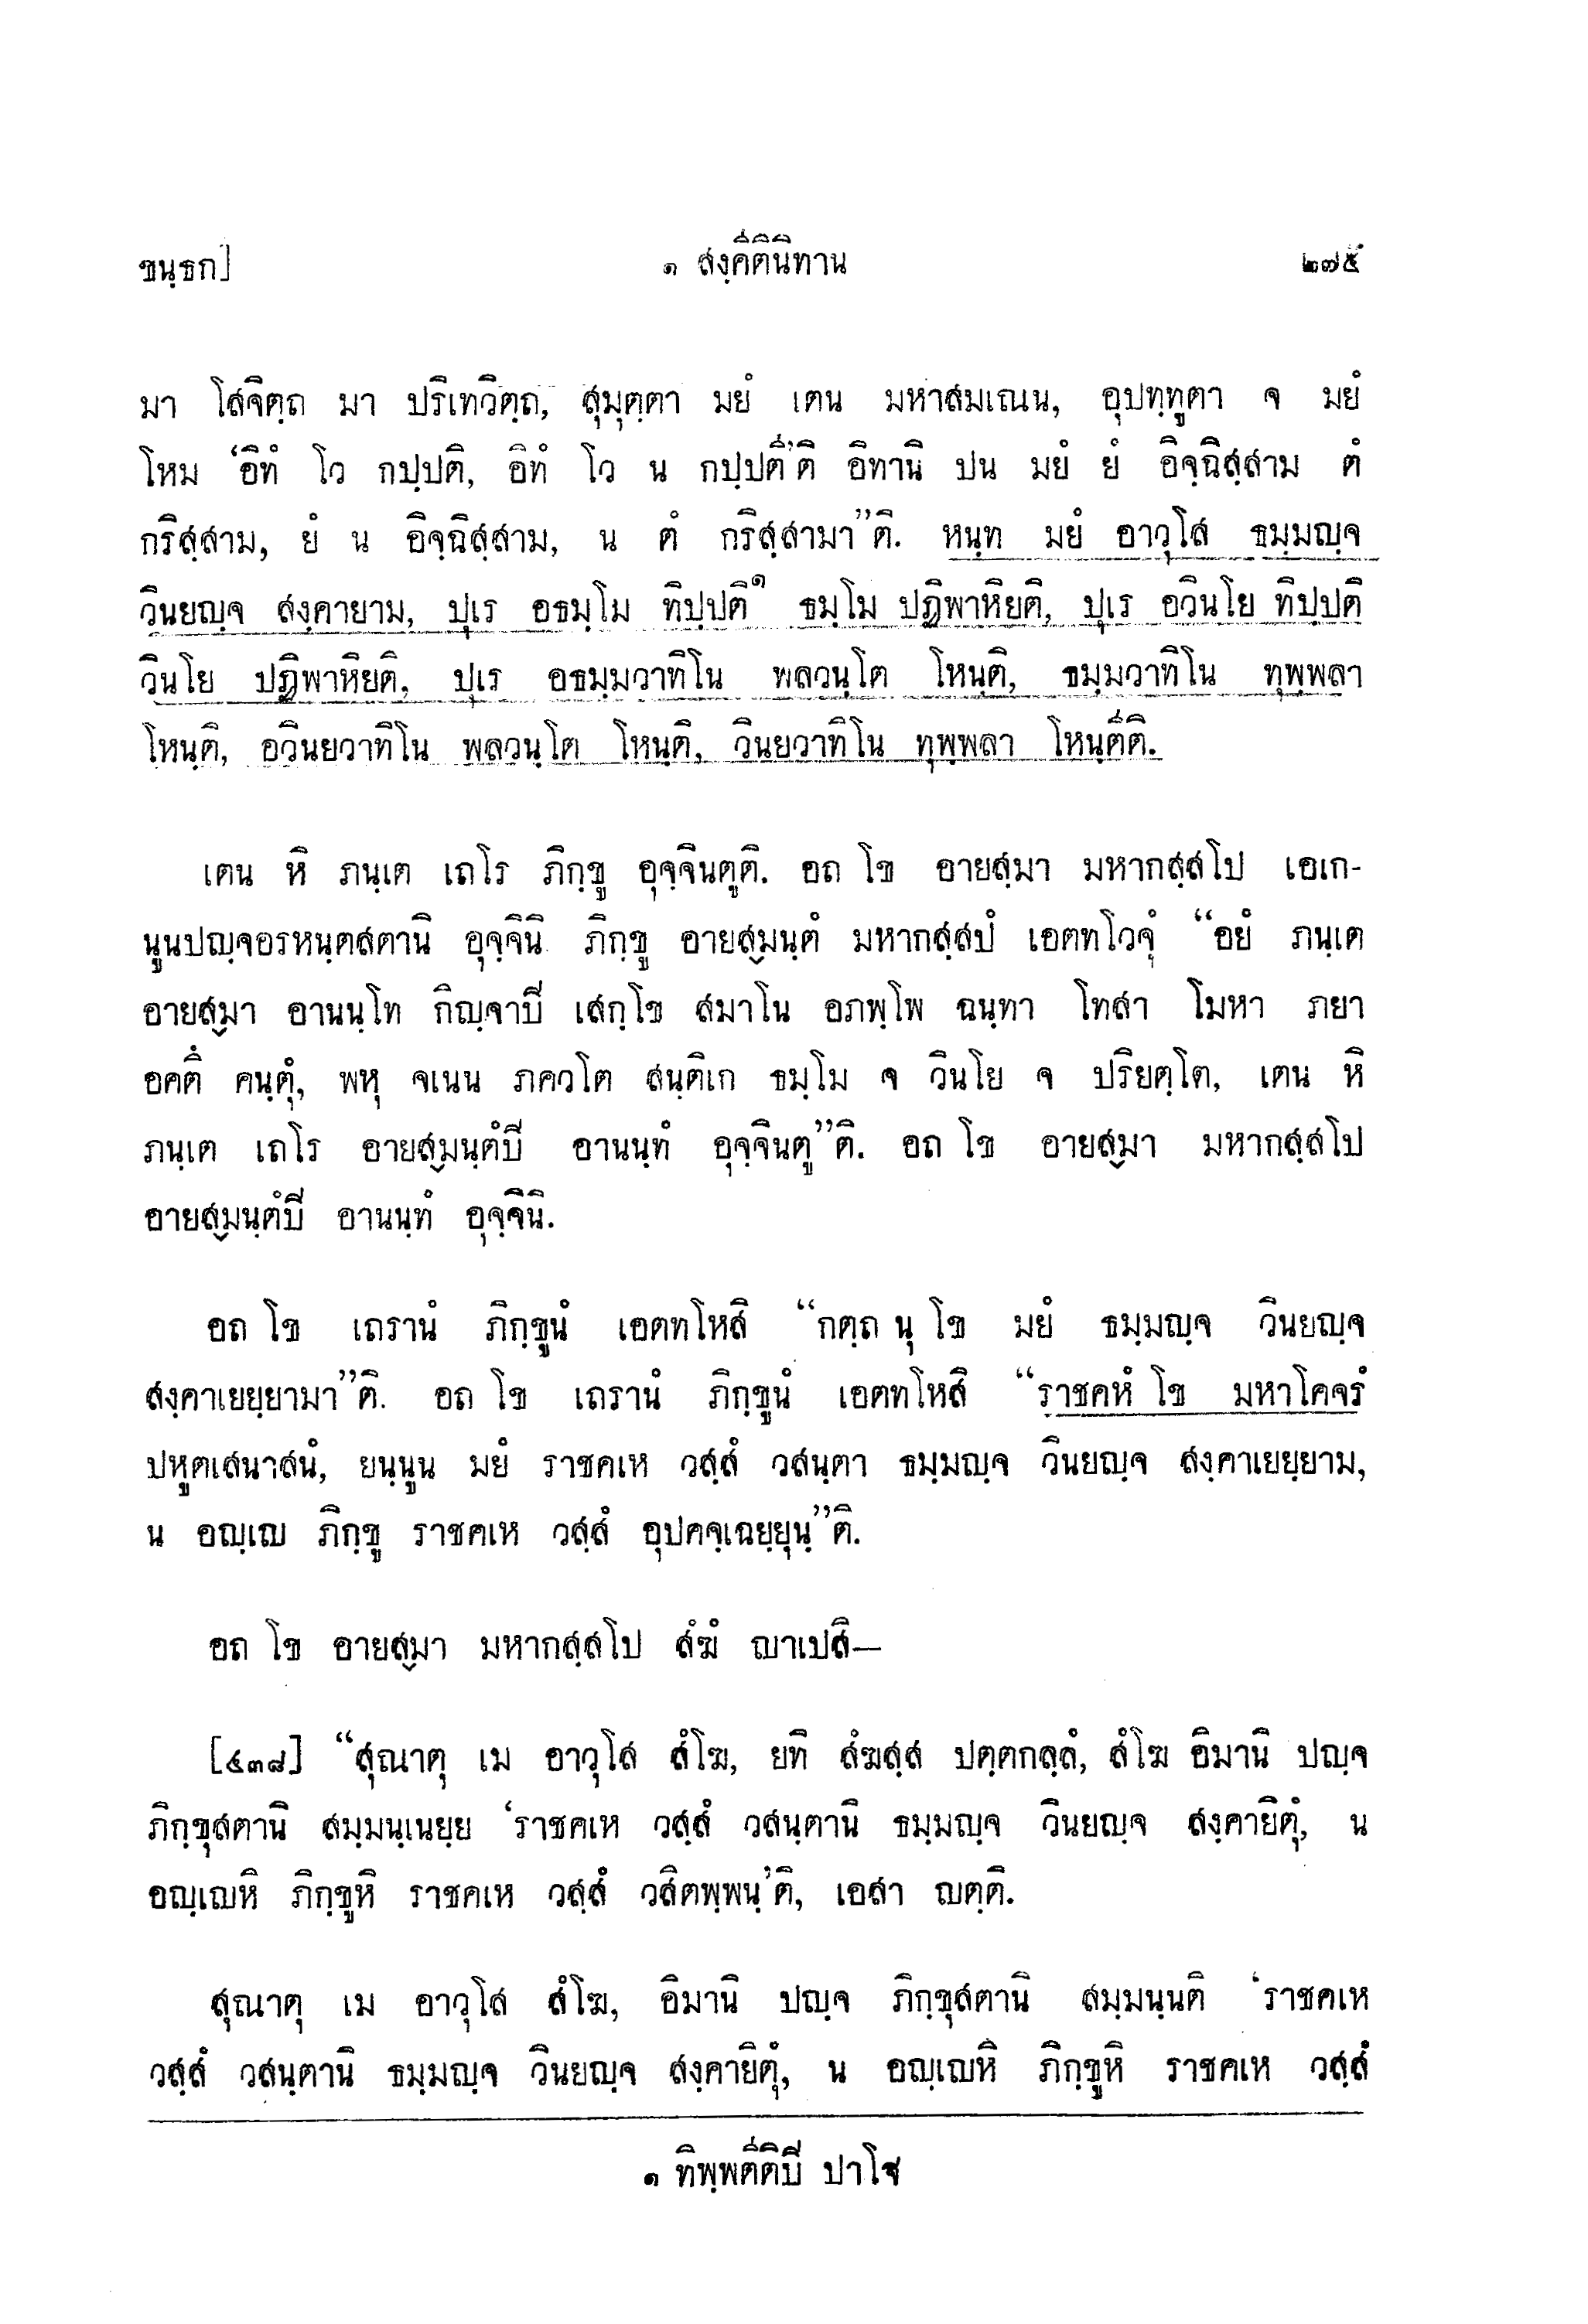 ขนฺธก] ๑ สงฺคีตินิทาน ๒๗๕
มา โสจิตฺถ มา ปริเทวิตฺถ, สุมุตฺตา มยํ เตน มหาสมเณน, อุปทฺทูตา จ มยํ
โหม ‘อิทํ โว กปฺปติ, อิทํ โว น กปฺปตี’ติ อิทานิ ปน มยํ ยํ อิจฺฉิสฺสาม ตํ
กริสฺสาม, ยํ น อิจฺฉิสฺสาม, น ตํ กริสฺสามา”ติ. หนฺท มยํ อาวุโส ธมฺมญฺจ
วินยญฺจ สงฺคายาม, ปุเร อธมฺโม ทิปฺปติ๑ ธมฺโม ปฏิพาหิยติ, ปุเร อวินโย ทิปฺปติ
วินโย ปฏิพาหิยติ, ปุเร อธมฺมวาทิโน พลวนฺโต โหนฺติ, ธมฺมวาทิโน ทุพฺพลา
โหนฺติ, อวินยวาทิโน พลวนฺโต โหนฺติ, วินยวาทิโน ทุพฺพลา โหนฺตีติ.
เตน หิ ภนฺเต เถโร ภิกฺขู อุจฺจินตูติ. อถ โข อายสฺมา มหากสฺสโป เอเก-
นูนปญฺจอรหนฺตสตานิ อุจฺจินิ ภิกฺขู อายสฺมนฺตํ มหากสฺสปํ เอตทโวจุํ “อยํ ภนฺเต
อายสฺมา อานนฺโท กิญฺจาปิ เสกฺโข สมาโน อภพฺโพ ฉนฺทา โทสา โมหา ภยา
อคตึ คนฺตุํ, พหุ จเนน ภควโต สนฺติเก ธมฺโม จ วินโย จ ปริยตฺโต, เตน หิ
ภนฺเต เถโร อายสฺมนฺตํปิ อานนฺทํ อุจฺจินตู”ติ. อถ โข อายสฺมา มหากสฺสโป
อายสฺมนฺตํปิ อานนฺทํ อุจฺจินิ.
อถ โข เถรานํ ภิกฺขูนํ เอตทโหสิ “กตฺถ นุ โข มยํ ธมฺมญฺจ วินยญฺจ
สงฺคาเยยฺยามา”ติ. อถ โข เถรานํ ภิกฺขูนํ เอตทโหสิ “ราชคหํ โข มหาโคจรํ
ปหูตเสนาสนํ, ยนฺนูน มยํ ราชคเห วสฺสํ วสนฺตา ธมฺมญฺจ วินยญฺจ สงฺคาเยยฺยาม,
น อญฺเญ ภิกฺขู ราชคเห วสฺสํ อุปคจฺเฉยฺยุนฺ”ติ.
อถ โข อายสฺมา มหากสฺสโป สํฆํ ญาเปสิ—
[๕๓๘] “สุณาตุ เม อาวุโส สํโฆ, ยทิ สํฆสฺส ปตฺตกลฺลํ, สํโฆ อิมานิ ปญฺจ
ภิกฺขุสตานิ สมฺมนฺเนยฺย ‘ราชคเห วสฺสํ วสนฺตานิ ธมฺมญฺจ วินยญฺจ สงฺคายิตุํ, น
อญฺเญหิ ภิกฺขูหิ ราชคเห วสฺสํ วสิตพฺพนฺ’ติ, เอสา ญตฺติ.
สุณาตุ เม อาวุโส สํโฆ, อิมานิ ปญฺจ ภิกฺขุสตานิ สมฺมนฺนติ ‘ราชคเห
วสฺสํ วสนฺตานิ ธมฺมญฺจ วินยญฺจ สงฺคายิตุํ, น อญฺเญหิ ภิกฺขูหิ ราชคเห วสฺสํ
๑ ทิพฺพตีติปิ ปาโฐ